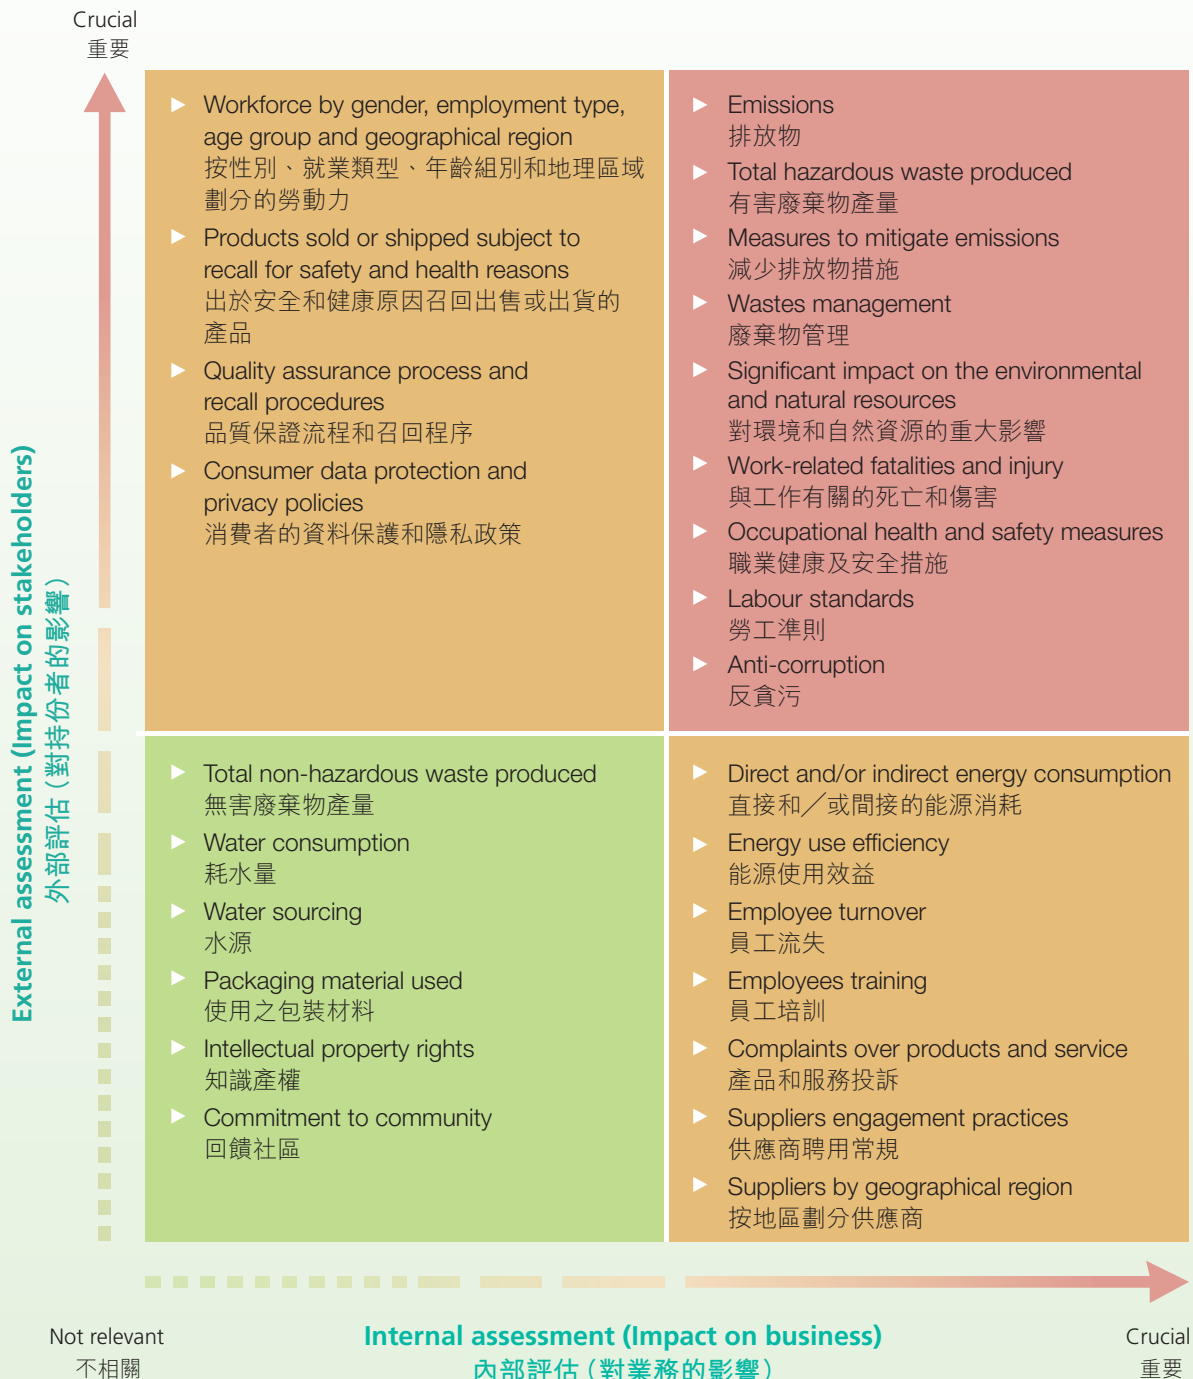 Crucial
重要
External assessment (Impact on stakeholders)
外部評估（對持份者的影響）
► Workforce by gender, employment type,
age group and geographical region
按性別、就業類型、年齡組別和地理區域
劃分的勞動力
► Products sold or shipped subject to
recall for safety and health reasons
出於安全和健康原因召回出售或出貨的
產品
► Quality assurance process and
recall procedures
品質保證流程和召回程序
► Consumer data protection and
privacy policies
消費者的資料保護和隱私政策
► Emissions
排放物
► Total hazardous waste produced
有害廢棄物產量
► Measures to mitigate emissions
減少排放物措施
► Wastes management
廢棄物管理
► Significant impact on the environmental
and natural resources
對環境和自然資源的重大影響
► Work-related fatalities and injury
與工作有關的死亡和傷害
► Occupational health and safety measures
職業健康及安全措施
► Labour standards
勞工準則
► Anti-corruption
反貪污
► Total non-hazardous waste produced
無害廢棄物產量
► Water consumption
耗水量
► Water sourcing
水源
► Packaging material used
使用之包裝材料
► Intellectual property rights
知識產權
► Commitment to community
回饋社區
► Direct and/or indirect energy consumption
直接和／或間接的能源消耗
► Energy use efficiency
能源使用效益
► Employee turnover
員工流失
► Employees training
員工培訓
► Complaints over products and service
產品和服務投訴
► Suppliers engagement practices
供應商聘用常規
► Suppliers by geographical region
按地區劃分供應商
Not relevant
不相關
Internal assessment (Impact on business)
內部評估（對業務的影響）
Crucial
重要